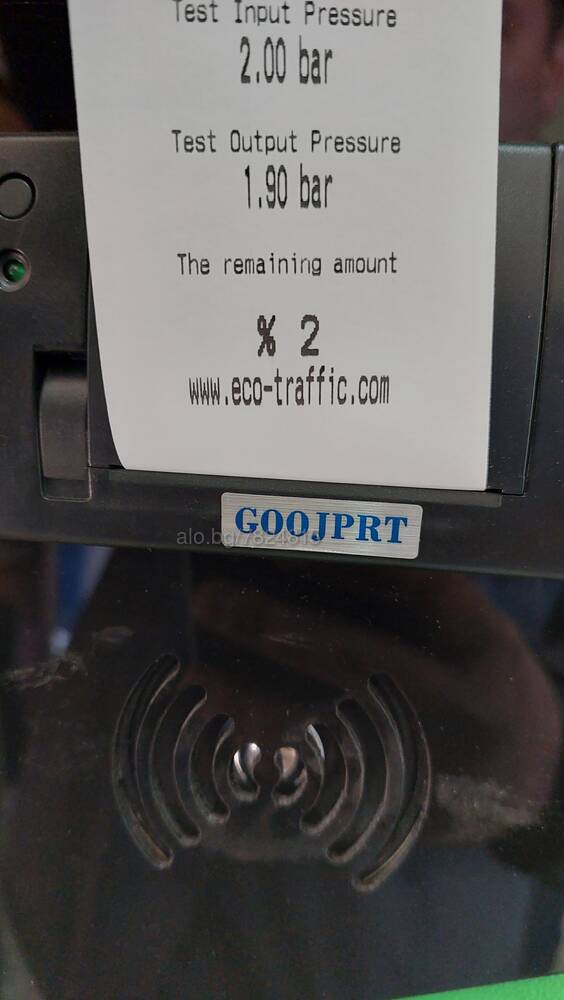 Test Input Pressure
2.00 bar
Test Output Pressure
1.90 bar
The remaining amount
% 2
www.eco-traffic.com
GOOJPRT